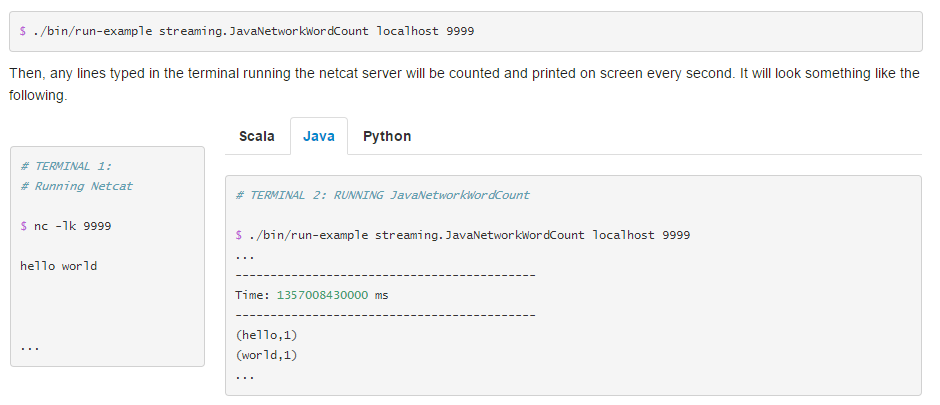 $ ./bin/run-example streaming.JavaNetworkWordCount localhost 9999
Then, any lines typed in the terminal running the netcat server will be counted and printed on screen every second. It will look something like the
following.
# TERMINAL 1:
# Running Netcat
$ nc -lk 9999
hello world
...
Scala Java Python
# TERMINAL 2: RUNNING JavaNetworkWordCount
$ ./bin/run-example streaming.JavaNetworkWordCount localhost 9999
...
-------------------------------------------
Time: 1357008430000 ms
-------------------------------------------
(hello,1)
(world,1)
...